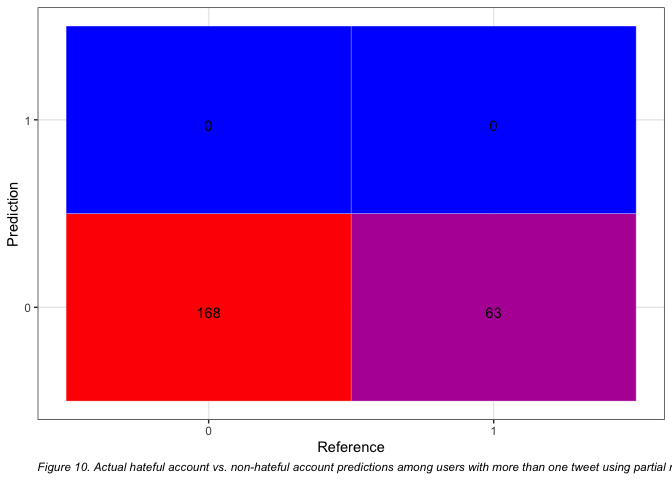 0
0
1
Prediction
168
63
0
0
1
Reference
Figure 10. Actual hateful account vs. non-hateful account predictions among users with more than one tweet using partial